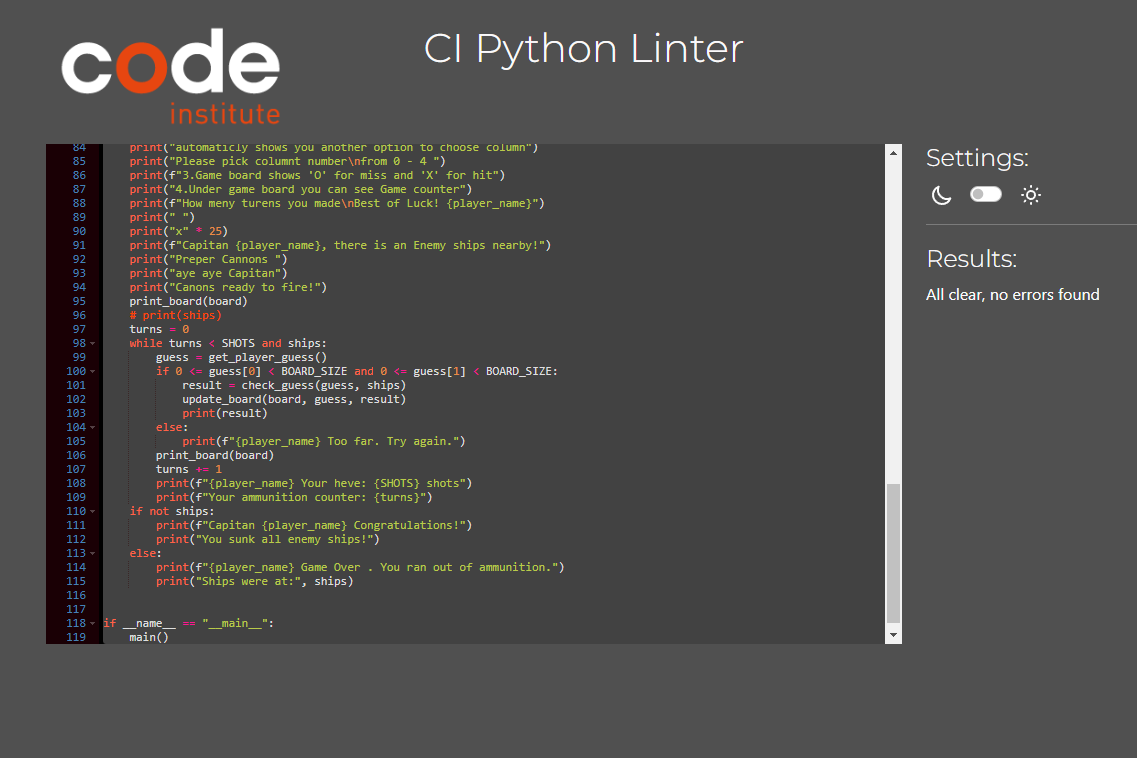 code
institute
CI Python Linter
84 print("automaticly shows you another option to choose column")
85 print("Please pick columnt number\nfrom 0 - 4 ")
86 print(f"3.Game board shows 'O' for miss and 'X' for hit")
87 print("4.Under game board you can see Game counter")
88 print(f"How meny turens you made\nBest of Luck! {player_name}")
89 print(" ")
90 print("x" * 25)
91 print(f"Capitan {player_name}, there is an Enemy ships nearby!")
92 print("Preper Cannons ")
93 print("aye aye Capitan")
94 print("Canons ready to fire!")
95 print_board(board)
96 # print(ships)
97 turns = 0
98 while turns < SHOTS and ships:
99 guess = get_player_guess()
100 if 0 <= guess[0] < BOARD_SIZE and 0 <= guess[1] < BOARD_SIZE:
101 result = check_guess(guess, ships)
102 update_board(board, guess, result)
103 print(result)
104 else:
105 print(f"{player_name} Too far. Try again.")
106 print_board(board)
107 turns += 1
108 print(f"{player_name} Your heve: {SHOTS} shots")
109 print(f"Your ammunition counter: {turns}")
110 if not ships:
111 print(f"Capitan {player_name} Congratulations!")
112 print("You sunk all enemy ships!")
113 else:
114 print(f"{player_name} Game Over . You ran out of ammunition.")
115 print("Ships were at:", ships)
116
117
118 if __name__ == "__main__":
119 main()
Settings:
Results:
All clear, no errors found